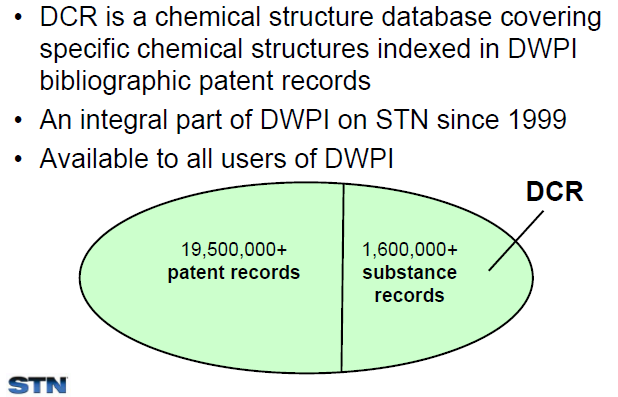 • DCR is a chemical structure database covering
specific chemical structures indexed in DWPI
bibliographic patent records
• An integral part of DWPI on STN since 1999
• Available to all users of DWPI
DCR
19,500,000+
patent records
1,600,000+
substance
records
STN